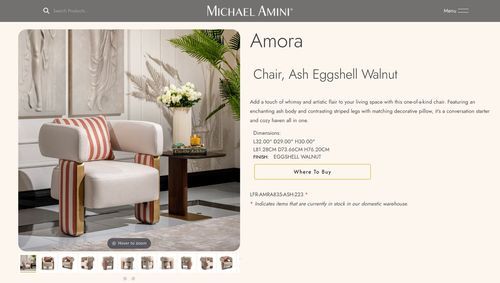 Search Products...
MICHAEL AMINI®
Menu
Amora
Chair, Ash Eggshell Walnut
Add a touch of whimsy and artistic flair to your living space with this one-of-a-kind chair. Featuring an
enchanting ash body and contrasting striped legs with matching decorative pillow, it's a conversation starter
and cozy haven all in one.
Dimensions:
L32.00" D29.00" H30.00"
L81.28CM D73.66CM H76.20CM
FINISH: EGGSHELL WALNUT
Where To Buy
LFR-AMRA835-ASH-223 *
* Indicates items that are currently in stock in our domestic warehouse.
Hover to zoom